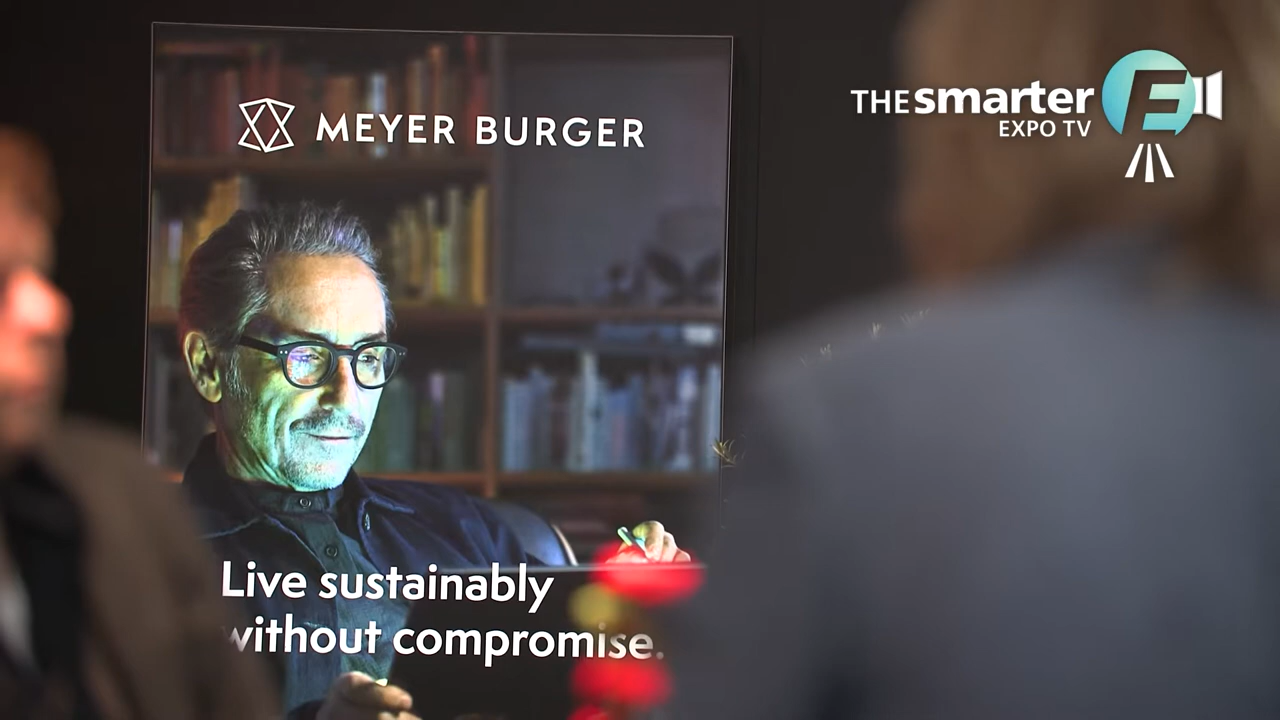 MEYER BURGER
THE smarter E
EXPO TV
Live sustainably
without compromise.